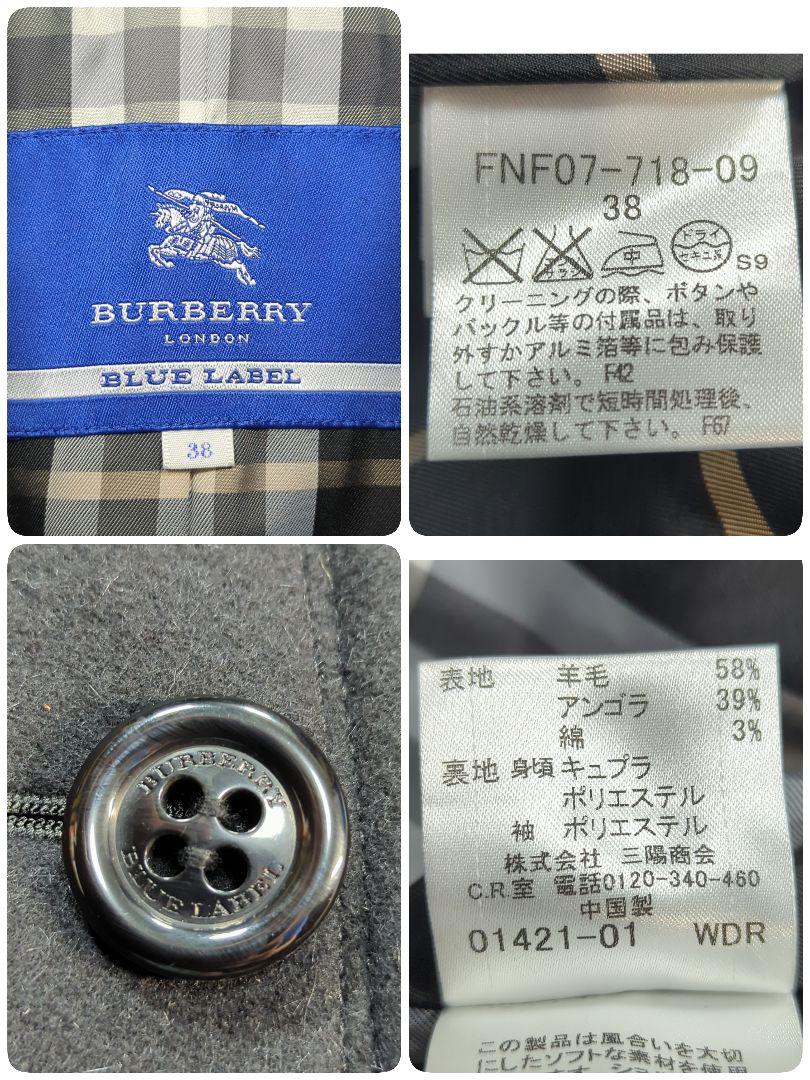 BURBERRY
LONDON
BLUE LABEL
38
FNF07-718-09
38
中
ドライ
セキユ系
S9
クリーニングの際、ボタンや
バックル等の付属品は、取り
外すかアルミ箔等に包み保護
して下さい。F42
石油系溶剤で短時間処理後、
自然乾燥して下さい。F67
BURBERRY
BLUE LABEL
表地 羊毛 58%
アンゴラ 39%
綿 3%
裏地 身頃 キュプラ
ポリエステル
袖 ポリエステル
株式会社 三陽商会
C.R.室 電話0120-340-460
中国製
01421-01 WDR
この製品は風合いを大切
にしたソフトな素材を使用